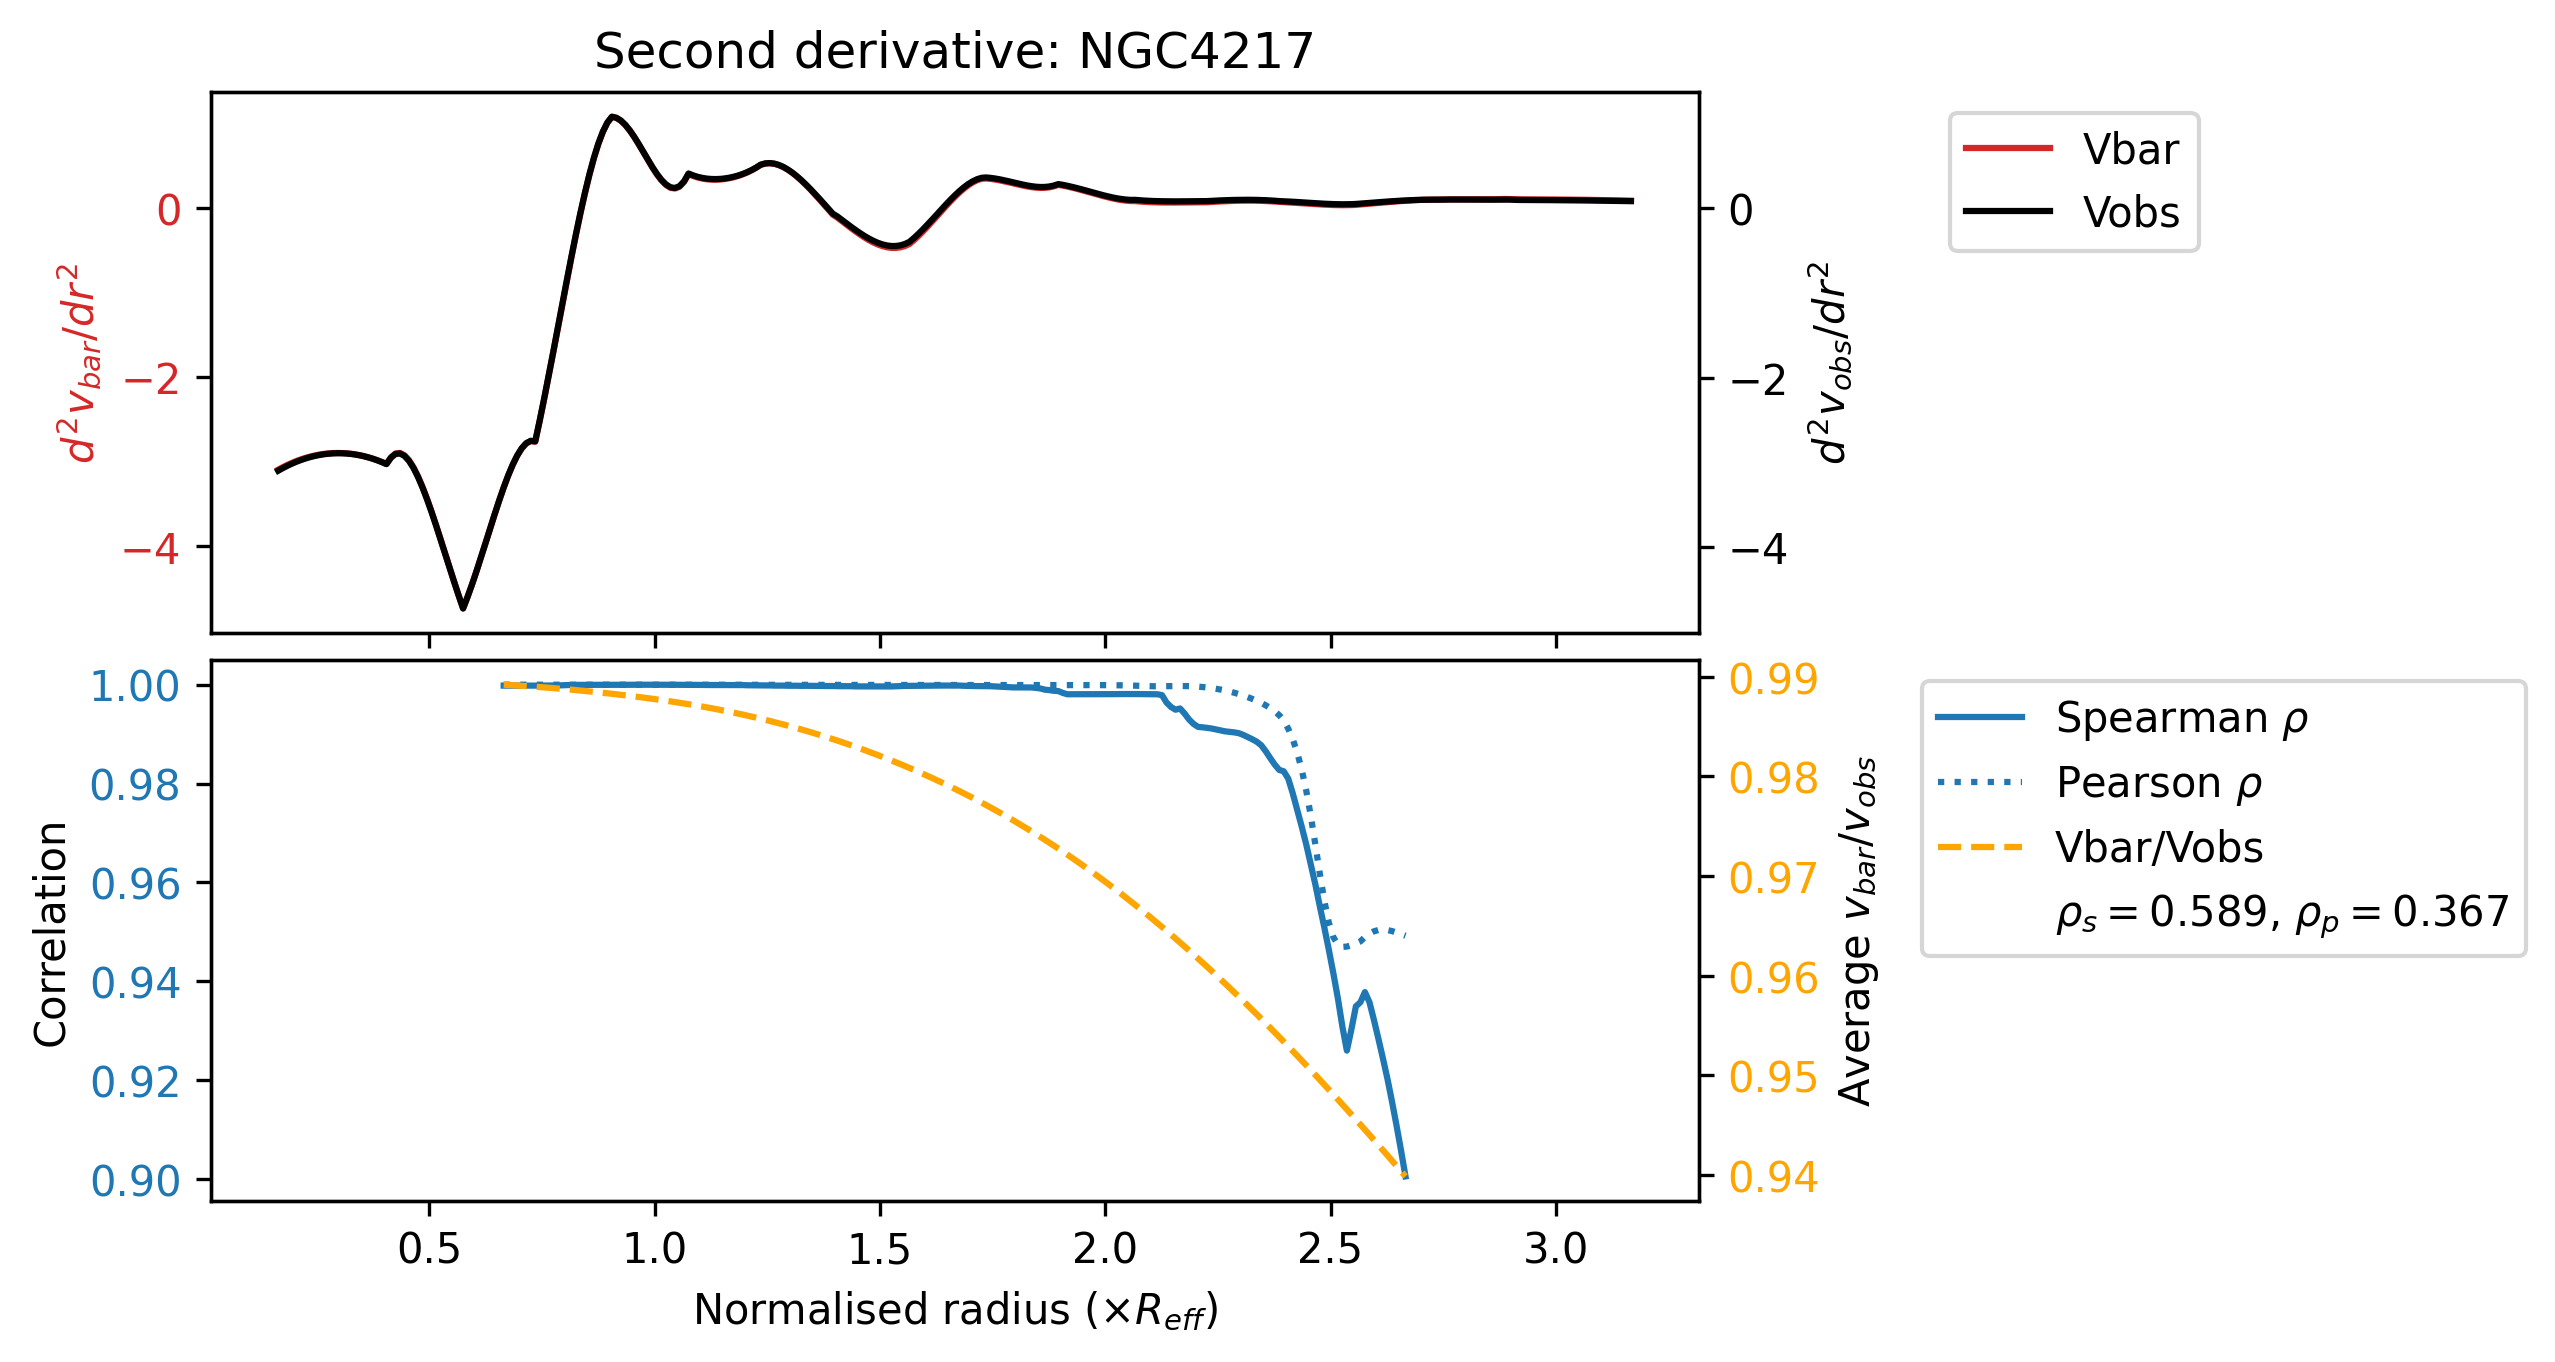 Second derivative: NGC4217
0
−2
−4
d²v_bar/dr²
0
−2
−4
d²v_obs/dr²
Vbar
Vobs
1.00
0.98
0.96
0.94
0.92
0.90
Correlation
0.99
0.98
0.97
0.96
0.95
0.94
Average v_bar/v_obs
Spearman ρ
Pearson ρ
Vbar/Vobs
ρ_s = 0.589, ρ_p = 0.367
0.5 1.0 1.5 2.0 2.5 3.0
Normalised radius (×R_eff)